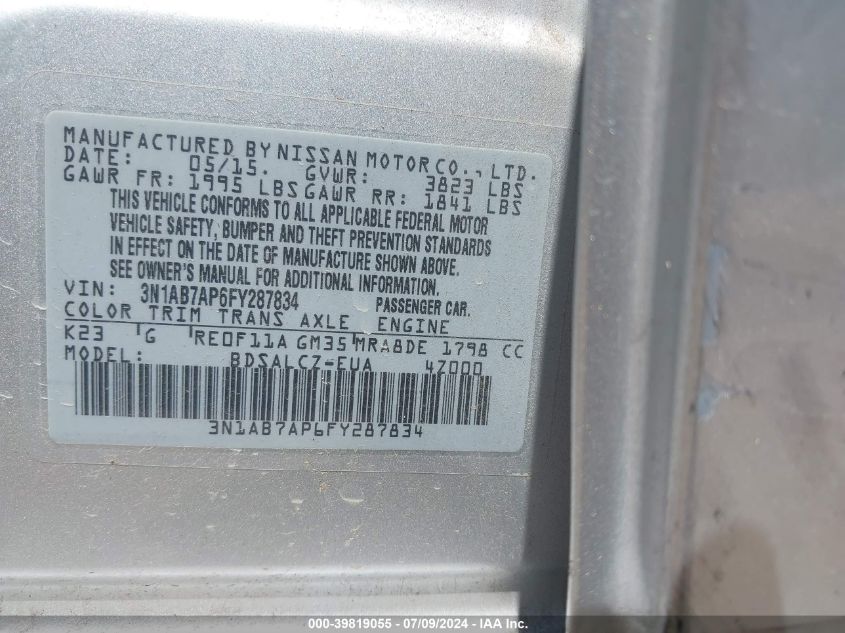 MANUFACTURED BY NISSAN MOTOR CO., LTD.
DATE: 05/15. GVWR: 3823 LBS
GAWR FR: 1995 LBS GAWR RR: 1841 LBS
THIS VEHICLE CONFORMS TO ALL APPLICABLE FEDERAL MOTOR
VEHICLE SAFETY, BUMPER AND THEFT PREVENTION STANDARDS
IN EFFECT ON THE DATE OF MANUFACTURE SHOWN ABOVE.
SEE OWNER'S MANUAL FOR ADDITIONAL INFORMATION.
VIN: 3N1AB7AP6FY287834 PASSENGER CAR.
COLOR TRIM TRANS AXLE ENGINE
K23 G RE0F11A GM35 MRA8DE 1798 CC
MODEL: BDSALCZ-EUA 47000
3N1AB7AP6FY287834
000-39819055 - 07/09/2024 - IAAI.com